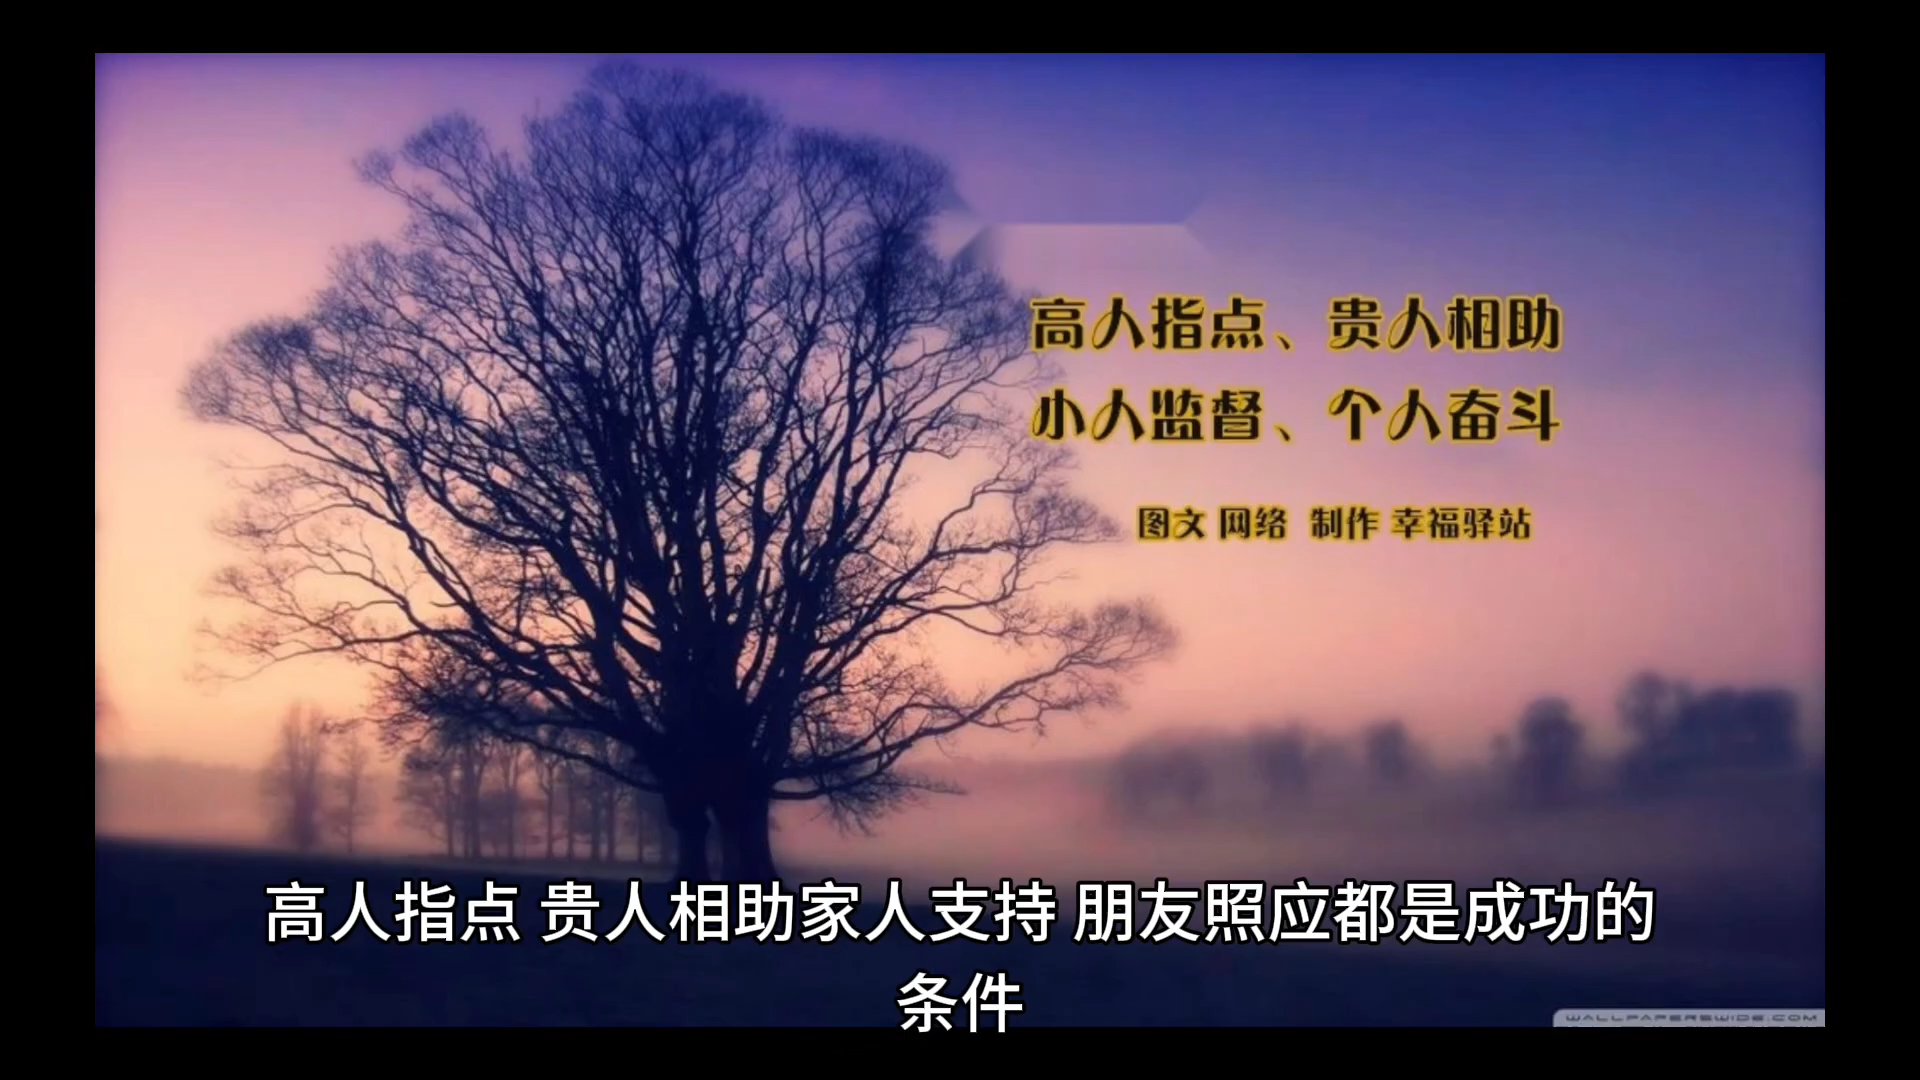 高人指点、贵人相助
小人监督、个人奋斗
图文 网络 制作 幸福驿站
高人指点 贵人相助家人支持 朋友照应都是成功的
条件
WALLPAPERSWIDE.COM